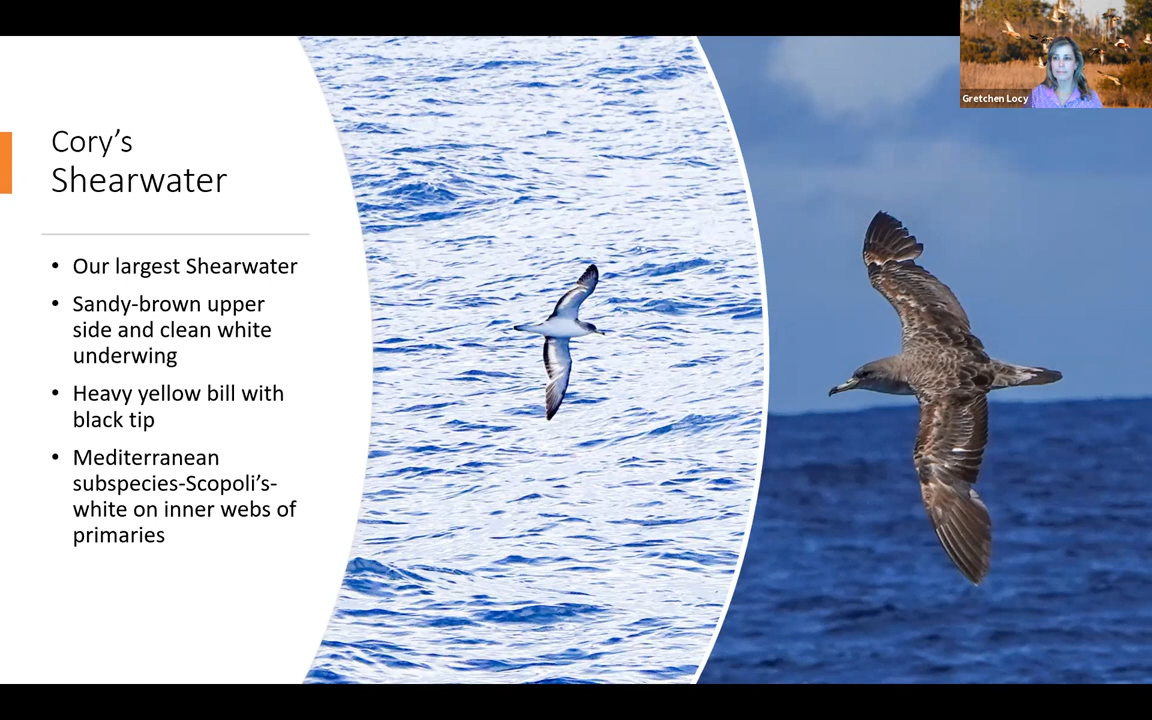 Gretchen Locy
Cory’s
Shearwater
• Our largest Shearwater
• Sandy-brown upper
side and clean white
underwing
• Heavy yellow bill with
black tip
• Mediterranean
subspecies-Scopoli’s-
white on inner webs of
primaries